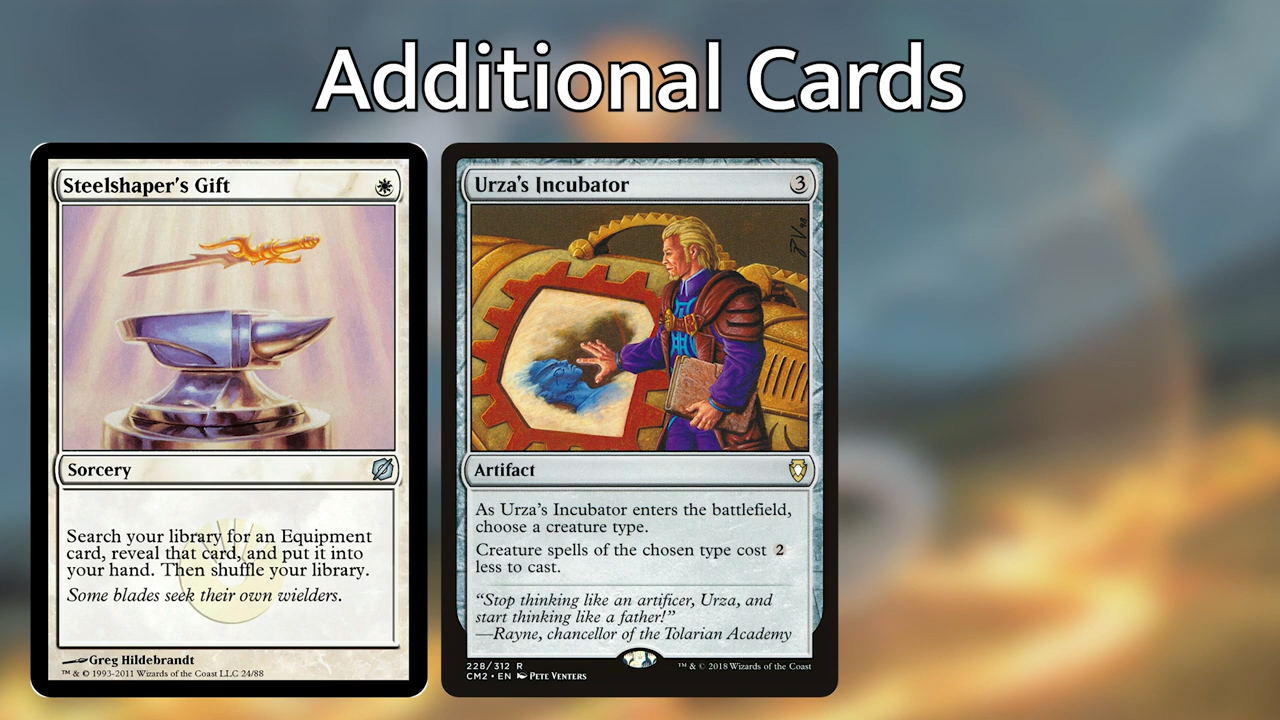 Additional Cards
Steelshaper's Gift
Sorcery
Search your library for an Equipment
card, reveal that card, and put it into
your hand. Then shuffle your library.
Some blades seek their own wielders.
Greg Hildebrandt
™ & © 1993-2011 Wizards of the Coast LLC 24/88
Urza's Incubator
3
Artifact
As Urza's Incubator enters the battlefield,
choose a creature type.
Creature spells of the chosen type cost 2
less to cast.
"Stop thinking like an artificer, Urza, and
start thinking like a father!"
—Rayne, chancellor of the Tolarian Academy
228/312 R
CM2 • EN Pete Venters
™ & © 2018 Wizards of the Coast